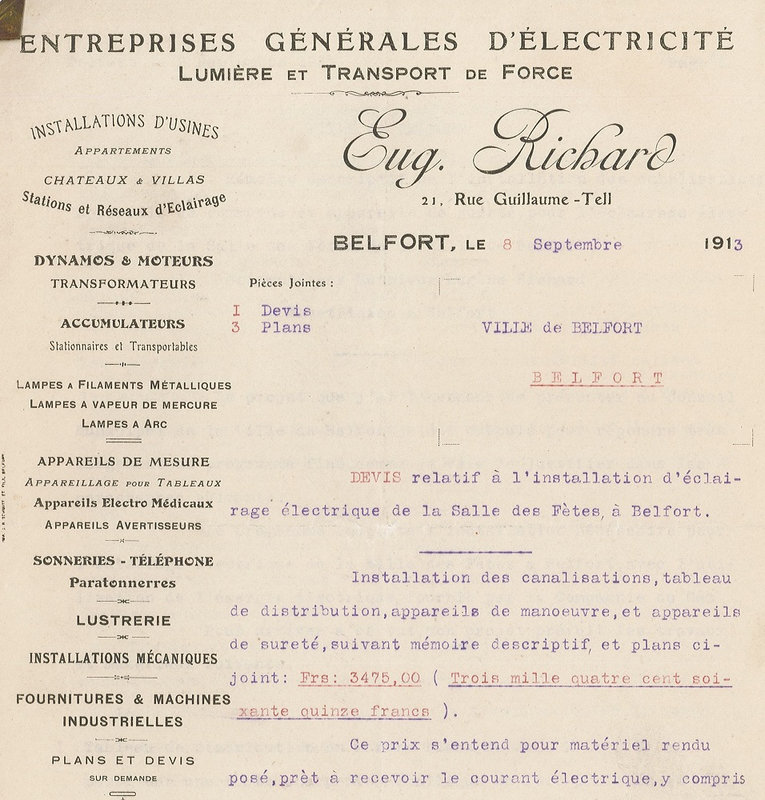 ENTREPRISES GÉNÉRALES D'ÉLECTRICITÉ
LUMIÈRE ET TRANSPORT DE FORCE
INSTALLATIONS D'USINES
APPARTEMENTS
CHATEAUX & VILLAS
Stations et Réseaux d'Eclairage
DYNAMOS & MOTEURS
TRANSFORMATEURS
ACCUMULATEURS
Stationnaires et Transportables
LAMPES A FILAMENTS MÉTALLIQUES
LAMPES A VAPEUR DE MERCURE
LAMPES A ARC
APPAREILS DE MESURE
APPAREILLAGE POUR TABLEAUX
Appareils Electro Médicaux
APPAREILS AVERTISSEURS
SONNERIES - TÉLÉPHONE
Paratonnerres
LUSTRERIE
INSTALLATIONS MÉCANIQUES
FOURNITURES & MACHINES
INDUSTRIELLES
PLANS ET DEVIS
SUR DEMANDE
Eug. Richard
21, Rue Guillaume-Tell
BELFORT, LE 8 Septembre 1913
Pièces Jointes :
1 Devis
3 Plans
VILLE de BELFORT
BELFORT
DEVIS relatif à l'installation d'éclai-
rage électrique de la Salle des Fètes, à Belfort.
Installation des canalisations,tableau
de distribution,appareils de manoeuvre,et appareils
de sureté,suivant mémoire descriptif, et plans ci-
joint: Frs: 3475,00 ( Trois mille quatre cent soi-
xante quinze francs ).
Ce prix s'entend pour matériel rendu
posé,prèt à recevoir le courant électrique,y compris